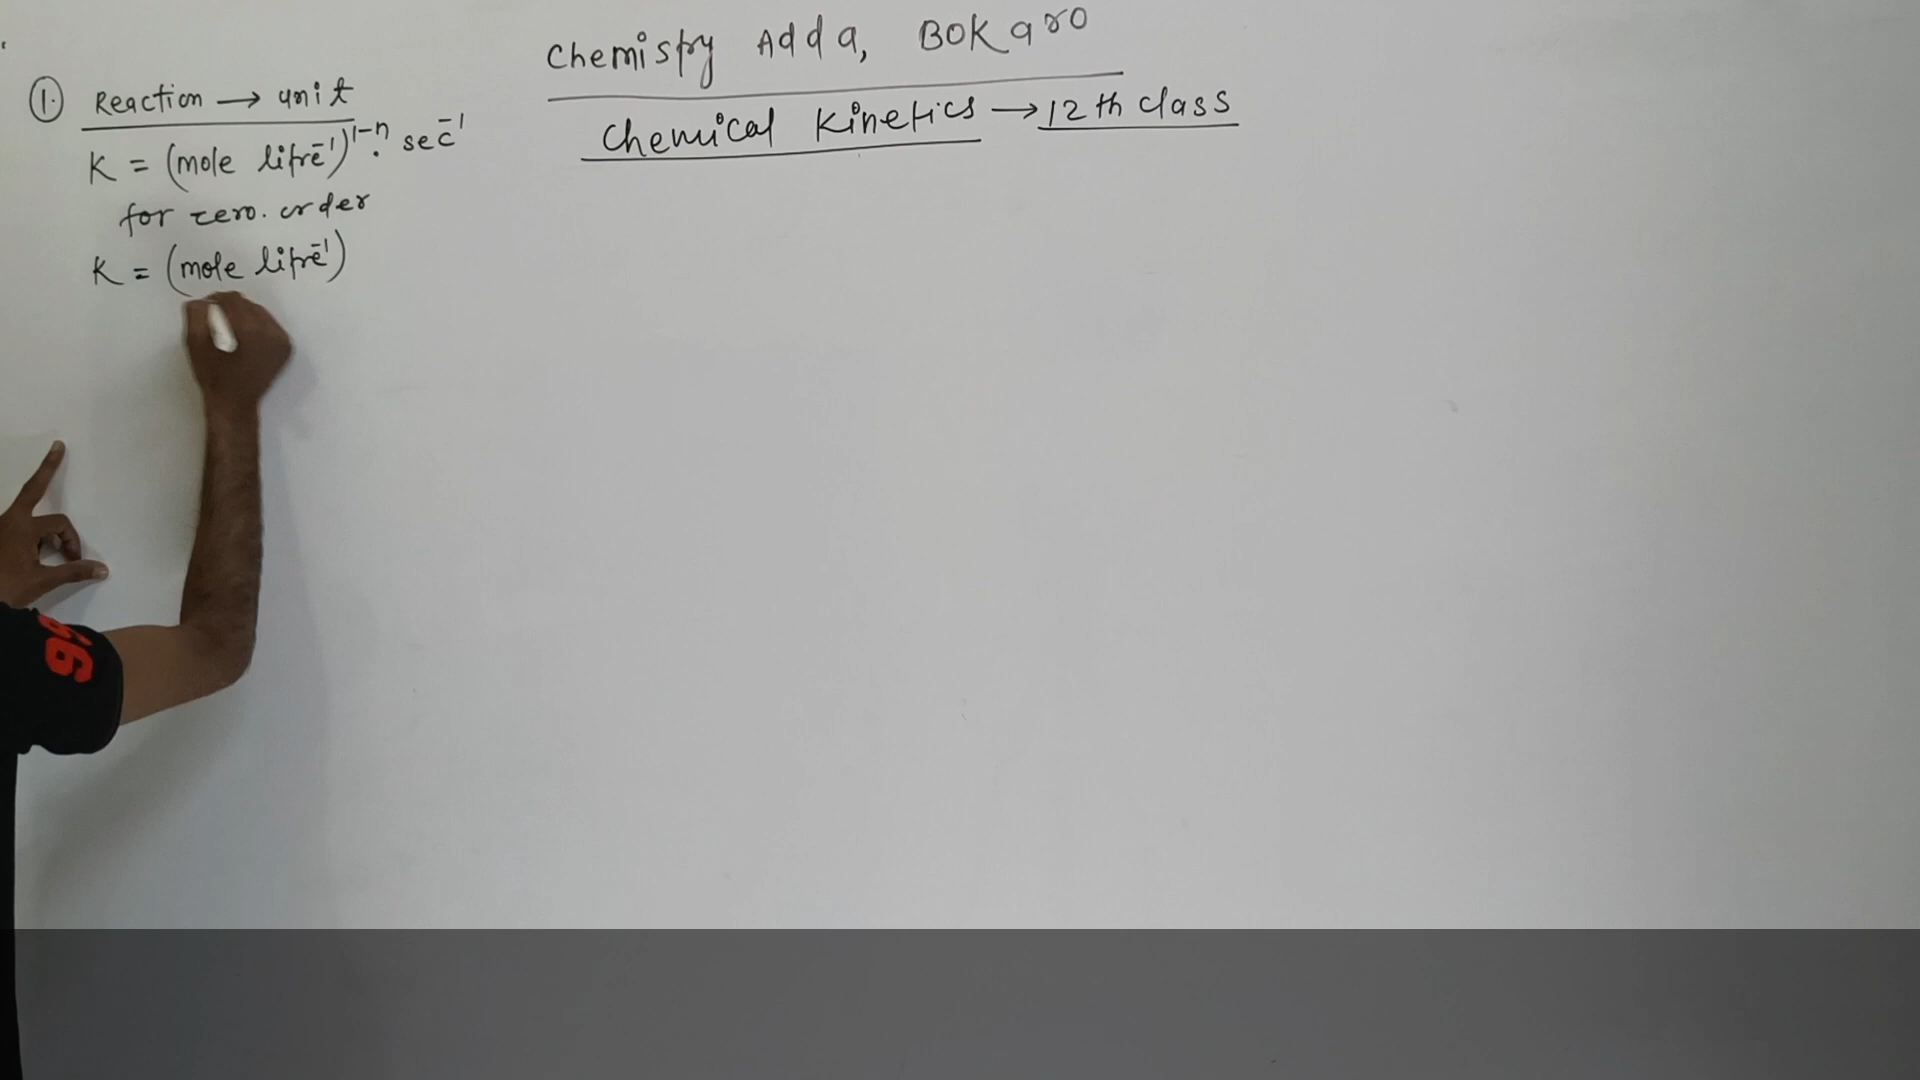 Chemistry Adda, BOKaro
Chemical Kinetics → 12th class
① Reaction → unit
K = (mole litre⁻¹)¹⁻ⁿ. sec⁻¹
for zero. order
K = (mole litre⁻¹)
99